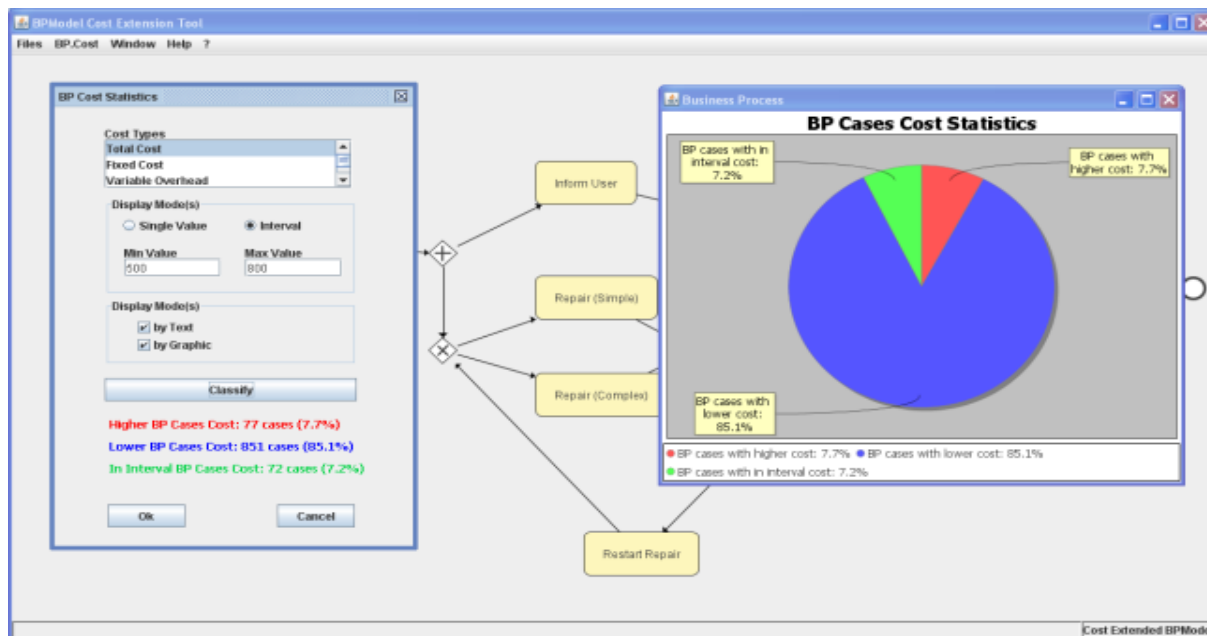 BPModel Cost Extension Tool
Files BP.Cost Window Help ?
BP Cost Statistics
Cost Types
Total Cost
Fixed Cost
Variable Overhead
Display Mode(s)
Single Value Interval
Min Value Max Value
500 800
Display Mode(s)
by Text
by Graphic
Classify
Higher BP Cases Cost: 77 cases (7.7%)
Lower BP Cases Cost: 851 cases (85.1%)
In Interval BP Cases Cost: 72 cases (7.2%)
Ok Cancel
Inform User
Repair (Simple)
Repair (Complex)
Restart Repair
Business Process
BP Cases Cost Statistics
BP cases with in
interval cost:
7.2%
BP cases with
higher cost: 7.7%
BP cases with
lower cost:
85.1%
BP cases with higher cost: 7.7% BP cases with lower cost: 85.1%
BP cases with in interval cost: 7.2%
Cost Extended BPMode